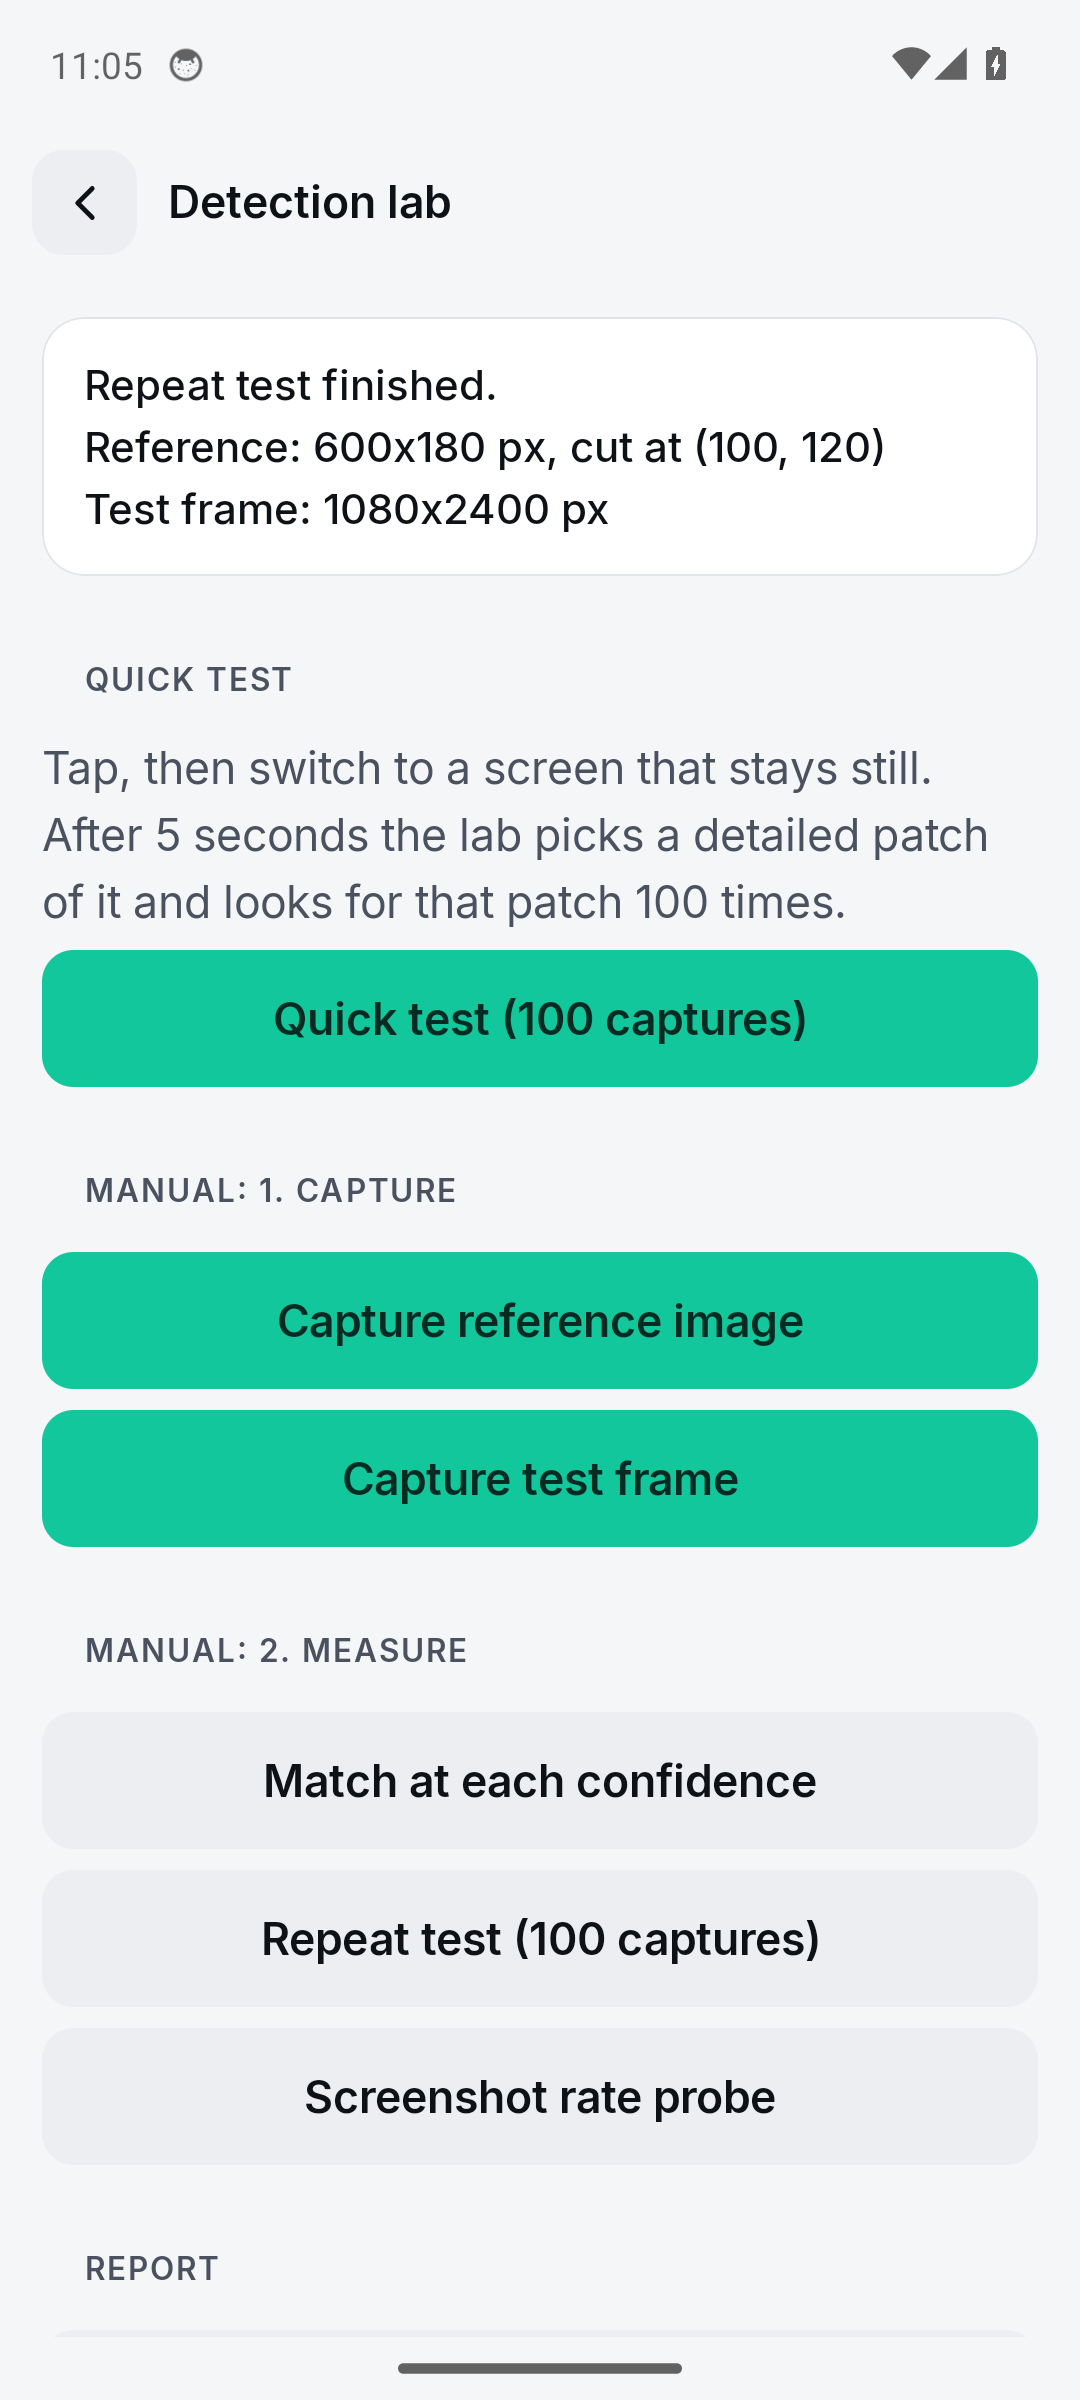 11:05
Detection lab
Repeat test finished.
Reference: 600x180 px, cut at (100, 120)
Test frame: 1080x2400 px
QUICK TEST
Tap, then switch to a screen that stays still.
After 5 seconds the lab picks a detailed patch
of it and looks for that patch 100 times.
Quick test (100 captures)
MANUAL: 1. CAPTURE
Capture reference image
Capture test frame
MANUAL: 2. MEASURE
Match at each confidence
Repeat test (100 captures)
Screenshot rate probe
REPORT